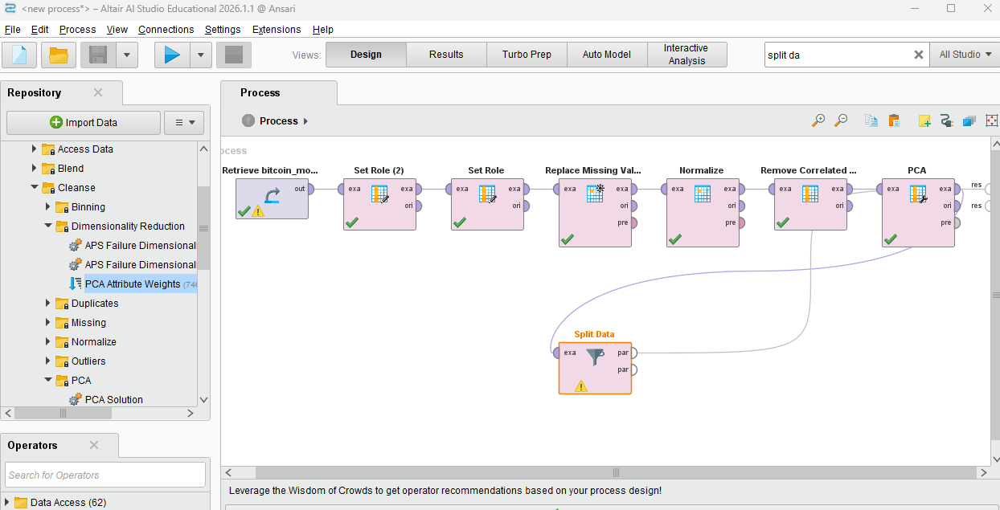 <new process*> – Altair AI Studio Educational 2026.1.1 @ Ansari
File Edit Process View Connections Settings Extensions Help
Views: Design Results Turbo Prep Auto Model Interactive Analysis split da All Studio
Repository
Import Data
Access Data
Blend
Cleanse
Binning
Dimensionality Reduction
APS Failure Dimensional
APS Failure Dimensional
PCA Attribute Weights (746
Duplicates
Missing
Normalize
Outliers
PCA
PCA Solution
Operators
Search for Operators
Data Access (62)
Process
Process
ocess
Retrieve bitcoin_mo... Set Role (2) Set Role Replace Missing Val... Normalize Remove Correlated ... PCA
out exa exa exa exa exa exa exa exa exa exa exa exa res
ori ori ori ori ori ori res
pre pre pre
Split Data
exa par
par
Leverage the Wisdom of Crowds to get operator recommendations based on your process design!